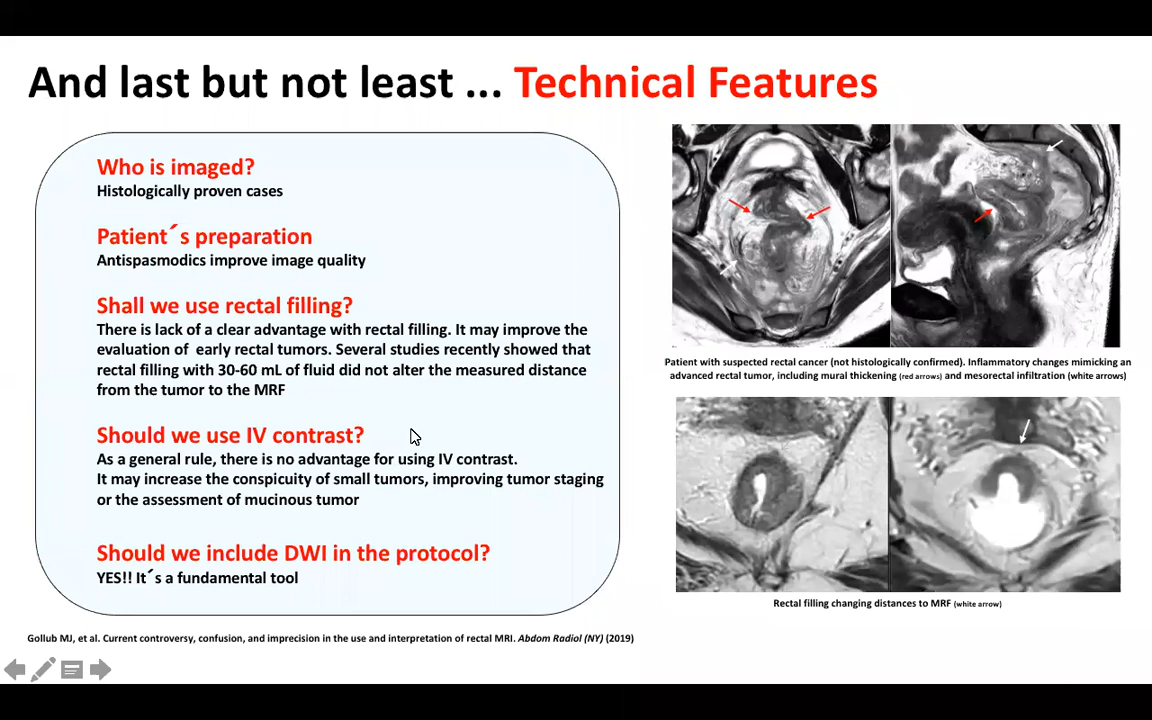 And last but not least ... Technical Features
Who is imaged?
Histologically proven cases
Patient´s preparation
Antispasmodics improve image quality
Shall we use rectal filling?
There is lack of a clear advantage with rectal filling. It may improve the
evaluation of early rectal tumors. Several studies recently showed that
rectal filling with 30-60 mL of fluid did not alter the measured distance
from the tumor to the MRF
Should we use IV contrast?
As a general rule, there is no advantage for using IV contrast.
It may increase the conspicuity of small tumors, improving tumor staging
or the assessment of mucinous tumor
Should we include DWI in the protocol?
YES!! It´s a fundamental tool
Patient with suspected rectal cancer (not histologically confirmed). Inflammatory changes mimicking an
advanced rectal tumor, including mural thickening (red arrows) and mesorectal infiltration (white arrows)
Rectal filling changing distances to MRF (white arrow)
Gollub MJ, et al. Current controversy, confusion, and imprecision in the use and interpretation of rectal MRI. Abdom Radiol (NY) (2019)